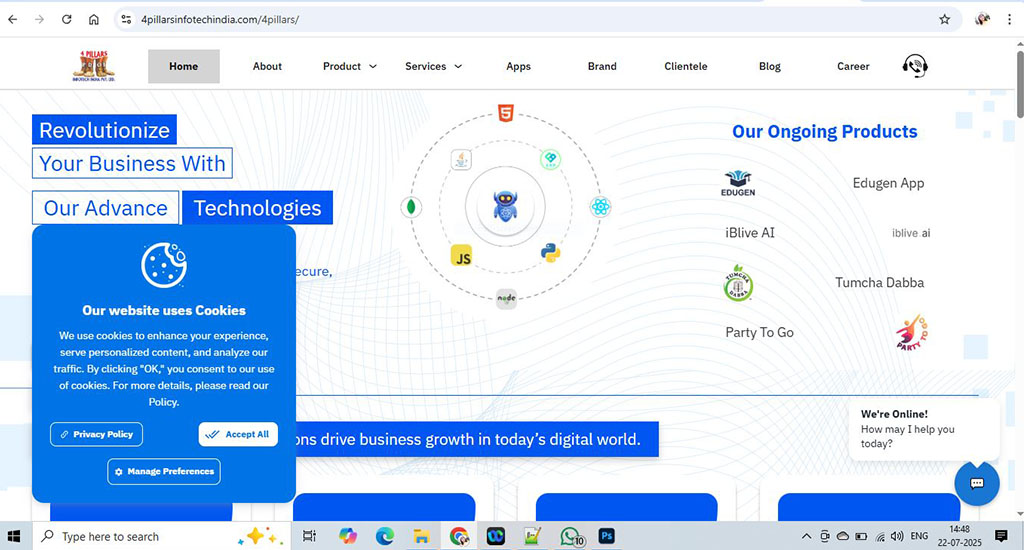 4pillarsinfotechindia.com/4pillars/
4 PILLARS
INFOTECH INDIA PVT. LTD.
Home
About
Product
Services
Apps
Brand
Clientele
Blog
Career
Revolutionize
Your Business With
Our Advance Technologies
ecure,
JS
node
Our Ongoing Products
EDUGEN
Edugen App
iBlive AI
iblive.ai
TUMCHA
DABBA
Tumcha Dabba
Party To Go
PARTY TO GO
Our website uses Cookies
We use cookies to enhance your experience,
serve personalized content, and analyze our
traffic. By clicking "OK," you consent to our use
of cookies. For more details, please read our
Policy.
Privacy Policy
Accept All
Manage Preferences
ons drive business growth in today's digital world.
We're Online!
How may I help you
today?
Type here to search
10
Ps
ENG
14:48
22-07-2025